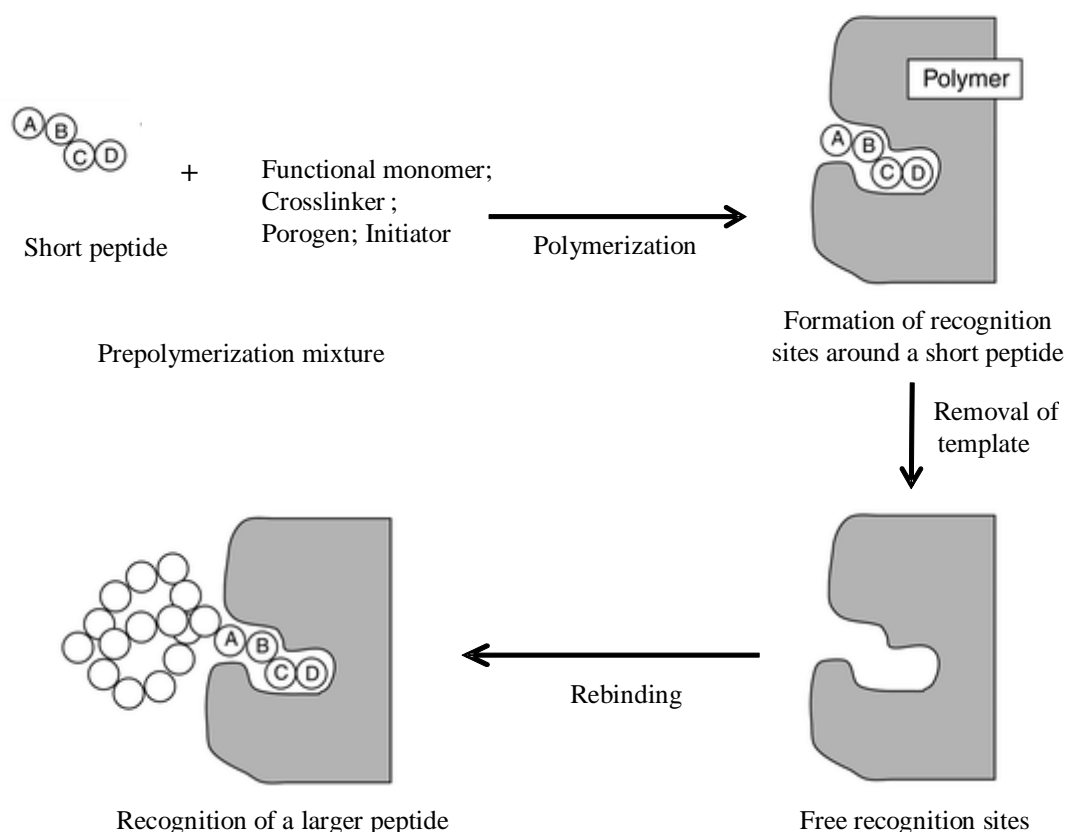 A B C D
+
Functional monomer;
Crosslinker ;
Porogen; Initiator
Short peptide
Prepolymerization mixture
Polymerization
Polymer
A B C D
Formation of recognition
sites around a short peptide
Removal of
template
Free recognition sites
Rebinding
A B C D
Recognition of a larger peptide